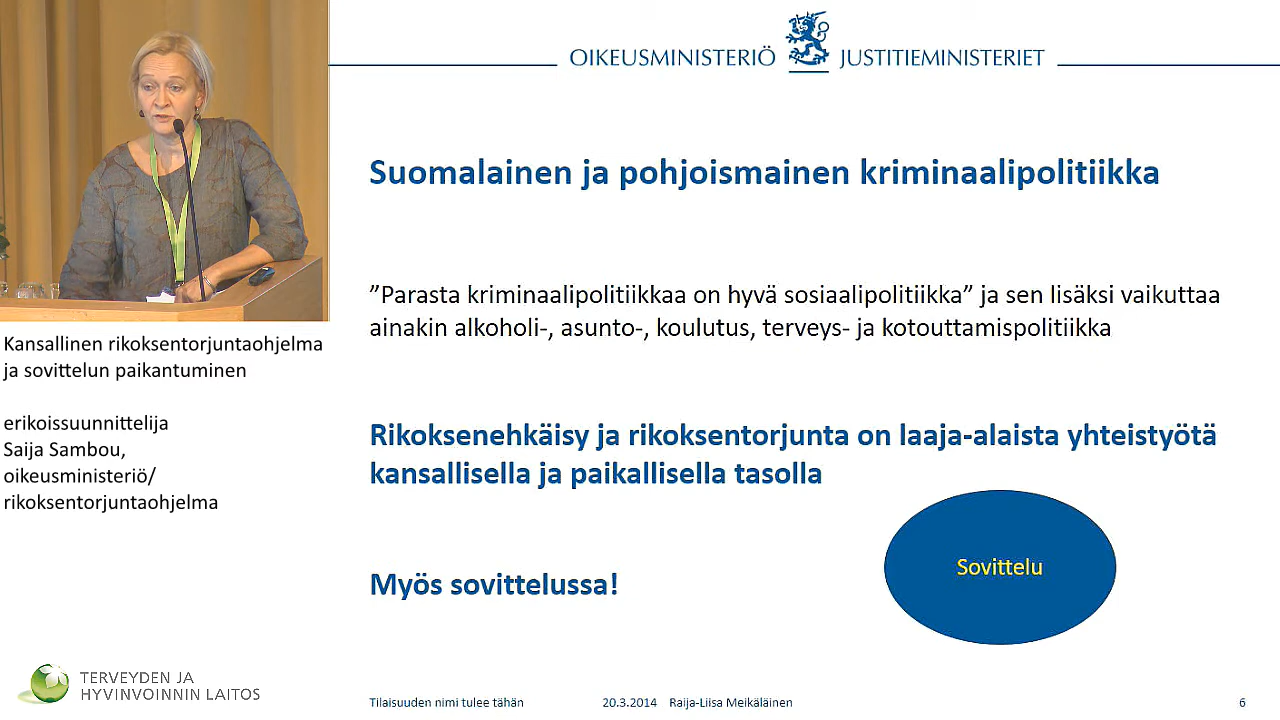 OIKEUSMINISTERIÖ JUSTITIEMINISTERIET
Suomalainen ja pohjoismainen kriminaalipolitiikka
”Parasta kriminaalipolitiikkaa on hyvä sosiaalipolitiikka” ja sen lisäksi vaikuttaa
ainakin alkoholi-, asunto-, koulutus, terveys- ja kotouttamispolitiikka
Rikoksenehkäisy ja rikoksentorjunta on laaja-alaista yhteistyötä
kansallisella ja paikallisella tasolla
Myös sovittelussa!
Sovittelu
Kansallinen rikoksentorjuntaohjelma
ja sovittelun paikantuminen
erikoissuunnittelija
Saija Sambou,
oikeusministeriö/
rikoksentorjuntaohjelma
TERVEYDEN JA
HYVINVOINNIN LAITOS
Tilaisuuden nimi tulee tähän 20.3.2014 Raija-Liisa Meikäläinen 6